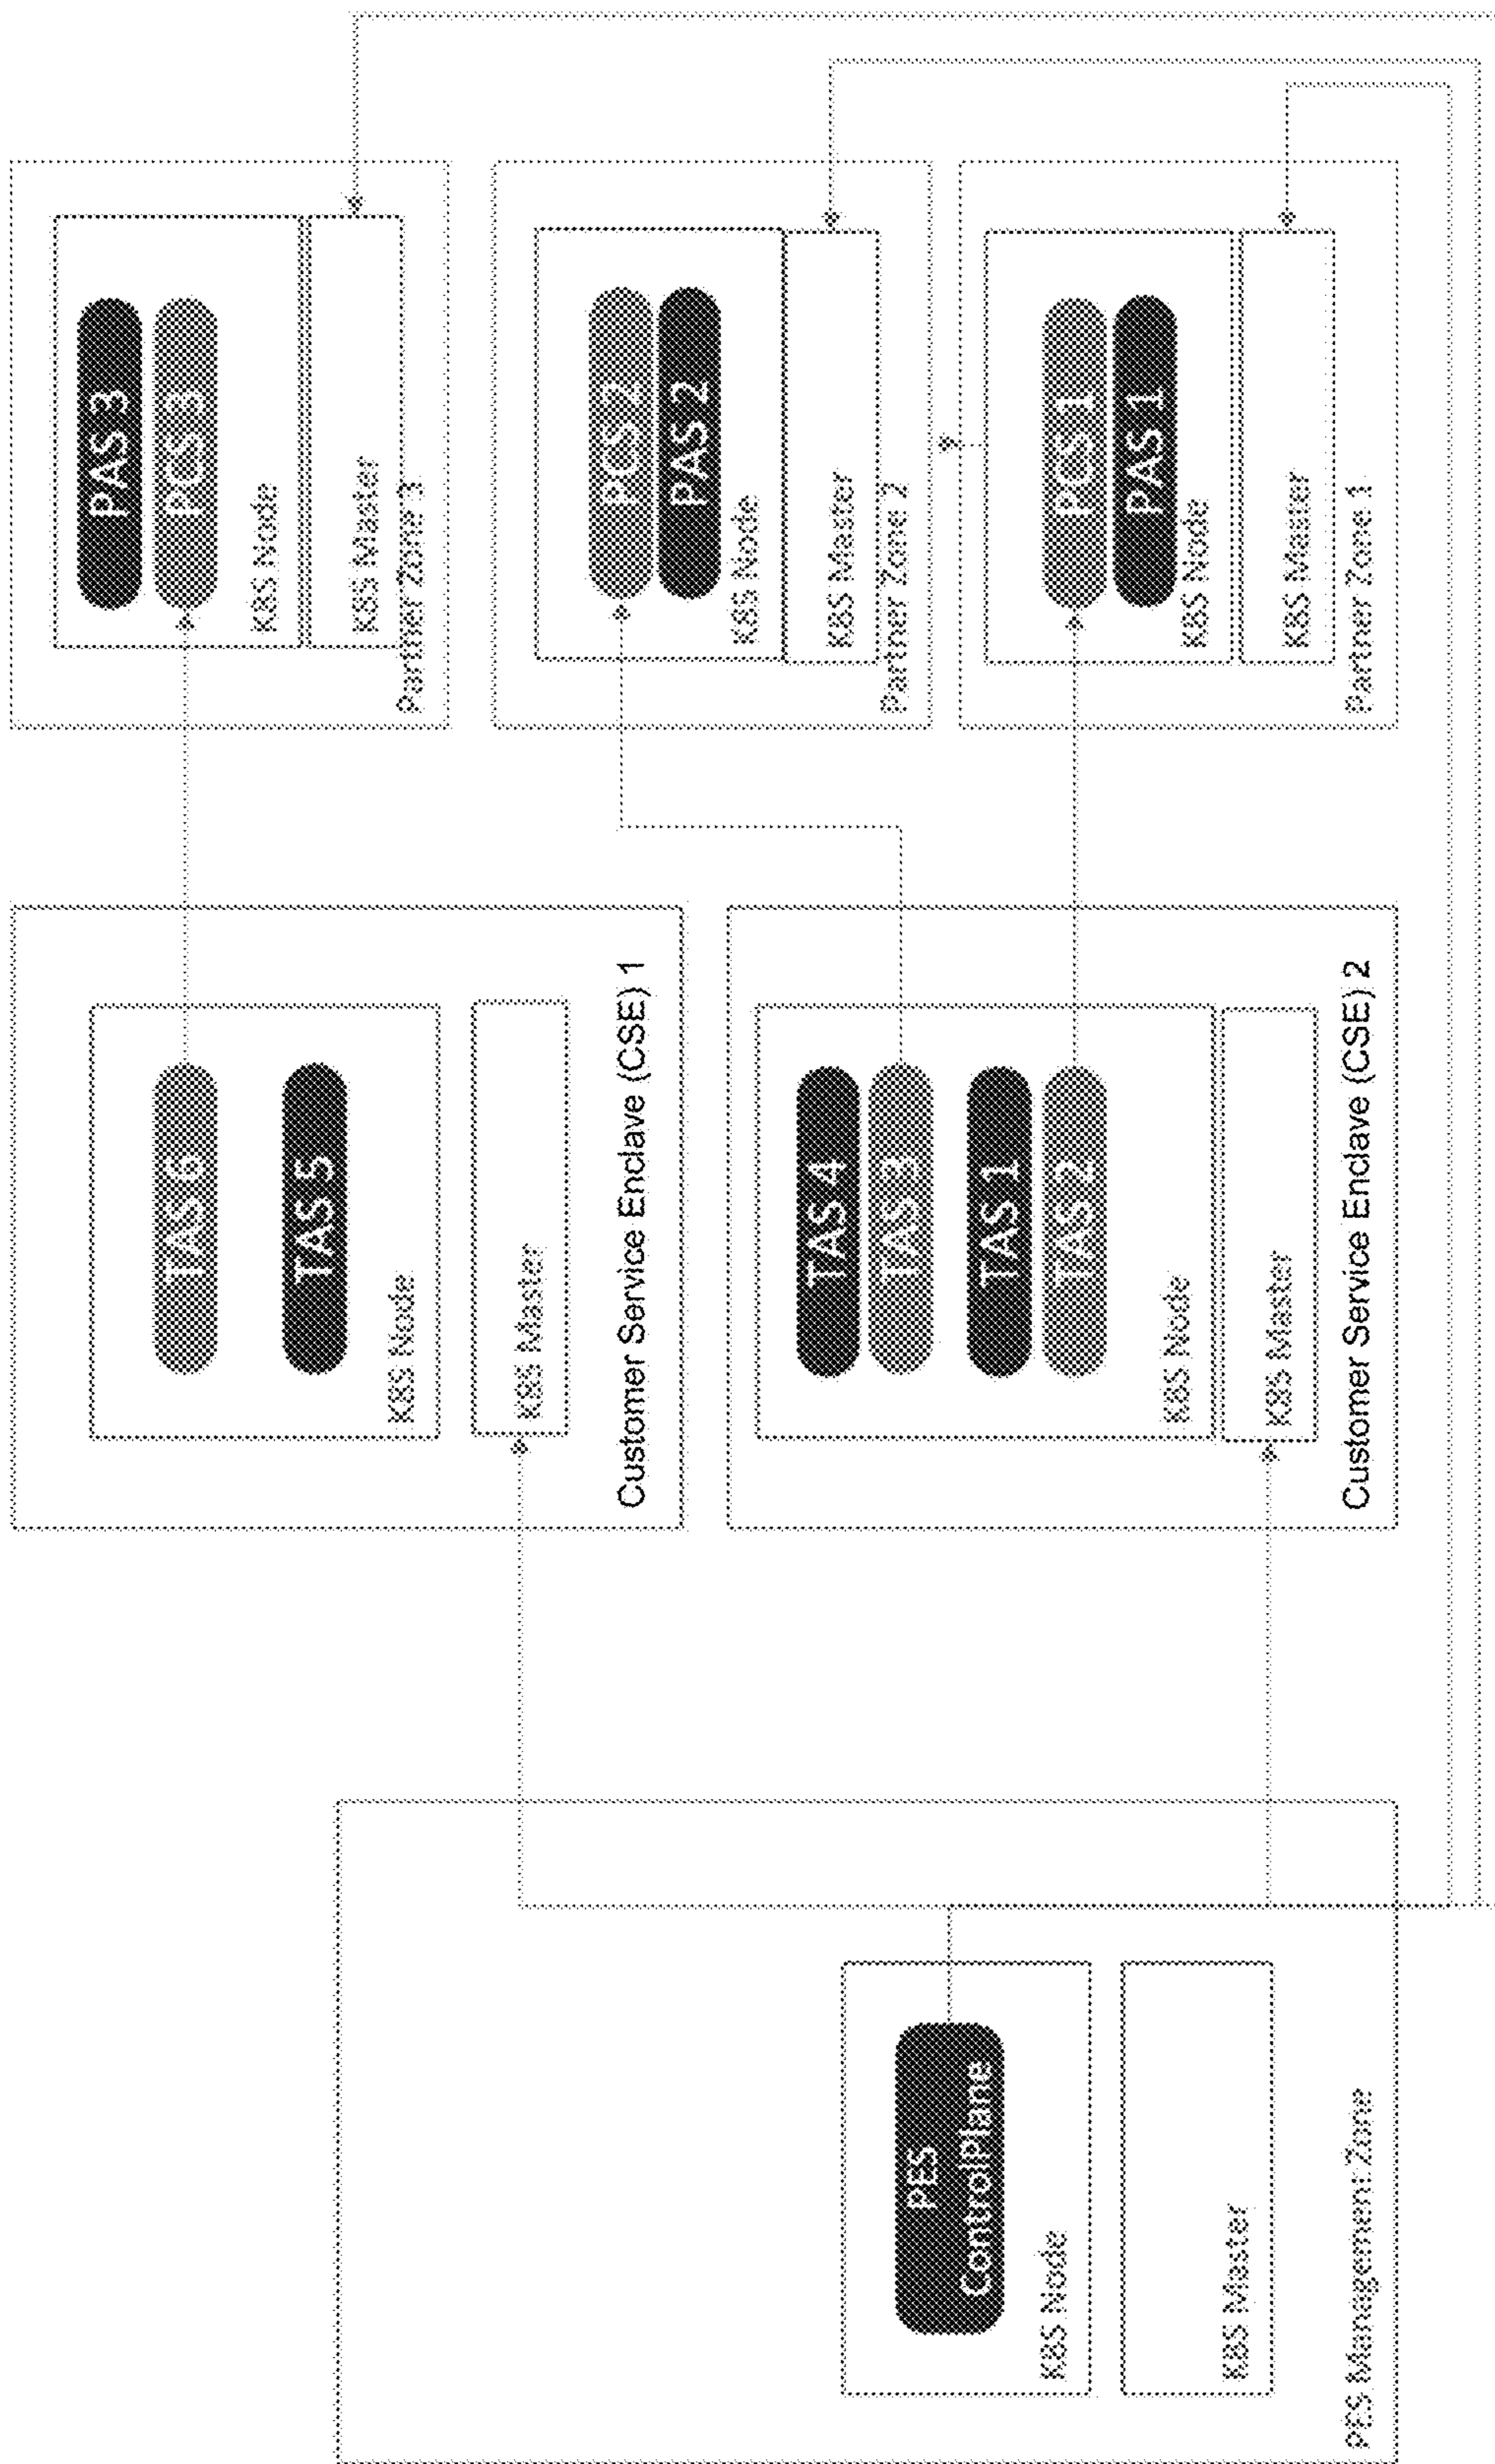 PES
ControlPlane
K8S Node
K8S Master
PES Management Zone
TAS 6
TAS 5
K8S Node
K8S Master
Customer Service Enclave (CSE) 1
TAS 4
TAS 3
TAS 1
TAS 2
K8S Node
K8S Master
Customer Service Enclave (CSE) 2
PAS 3
PCS 3
K8S Node
K8S Master
Partner Zone 3
PCS 2
PAS 2
K8S Node
K8S Master
Partner Zone 2
PCS 1
PAS 1
K8S Node
K8S Master
Partner Zone 1